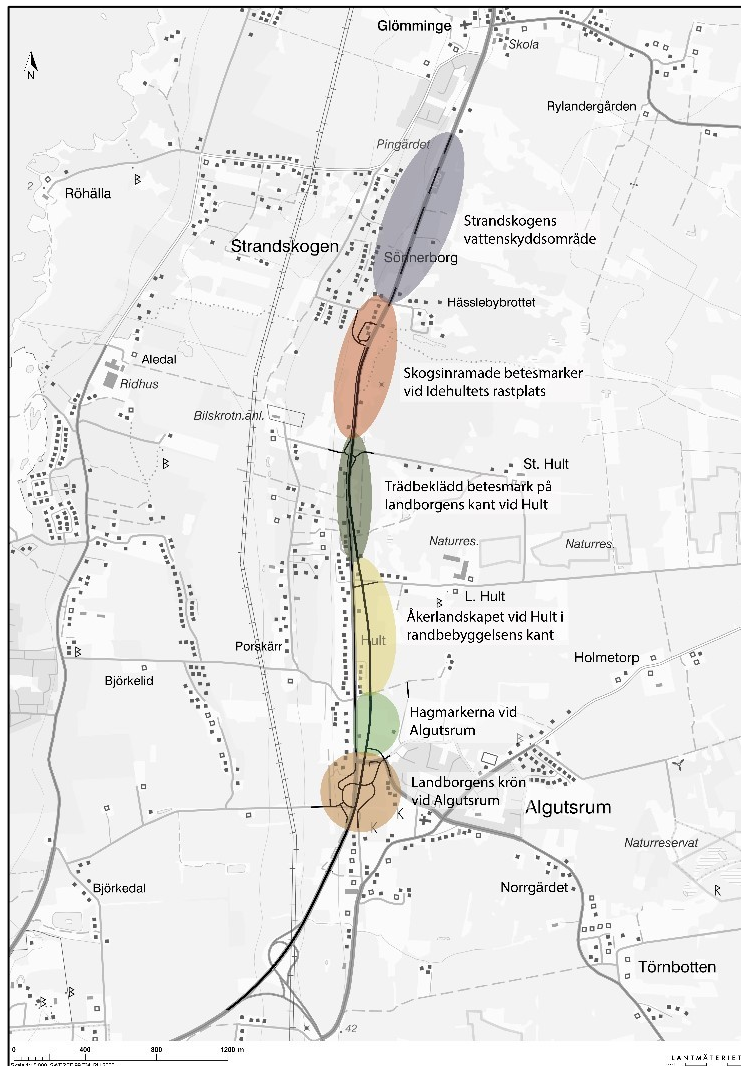 Glömminge
Skola
N
Rylandergården
Pingärdet
2
Röhälla
Strandskogen
Strandskogens
vattenskyddsområde
Sönnerborg
Hässlebybrottet
Aledal
Ridhus
Skogsinramade betesmarker
vid Idehultets rastplats
Bilskrotn.anl.
St. Hult
Trädbeklädd betesmark på
landborgens kant vid Hult
Naturres.
Naturres.
L. Hult
Åkerlandskapet vid Hult i
randbebyggelsens kant
Hult
Porskärr
Holmetorp
Björkelid
Hagmarkerna vid
Algutsrum
Landborgens krön
vid Algutsrum
Algutsrum
K
K
Naturreservat
R
Norrgärdet
Björkedal
Törnbotten
42
0 400 800 1200 m
LANTMÄTERIET